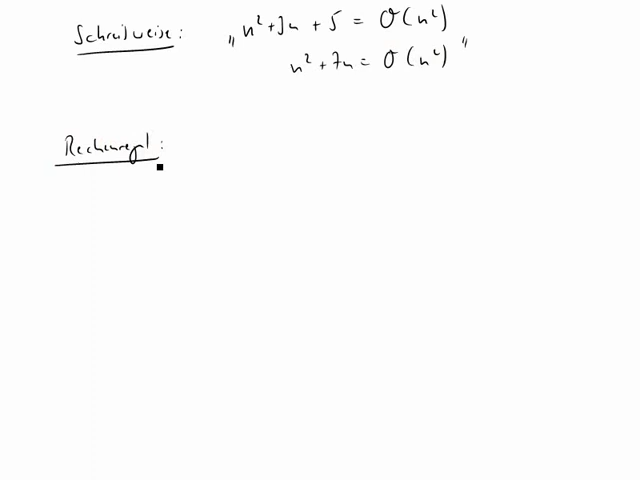 Schreibweise: „ n² + 3n + 5 = O(n²)
n² + 7n = O(n²) "
Rechenregel: